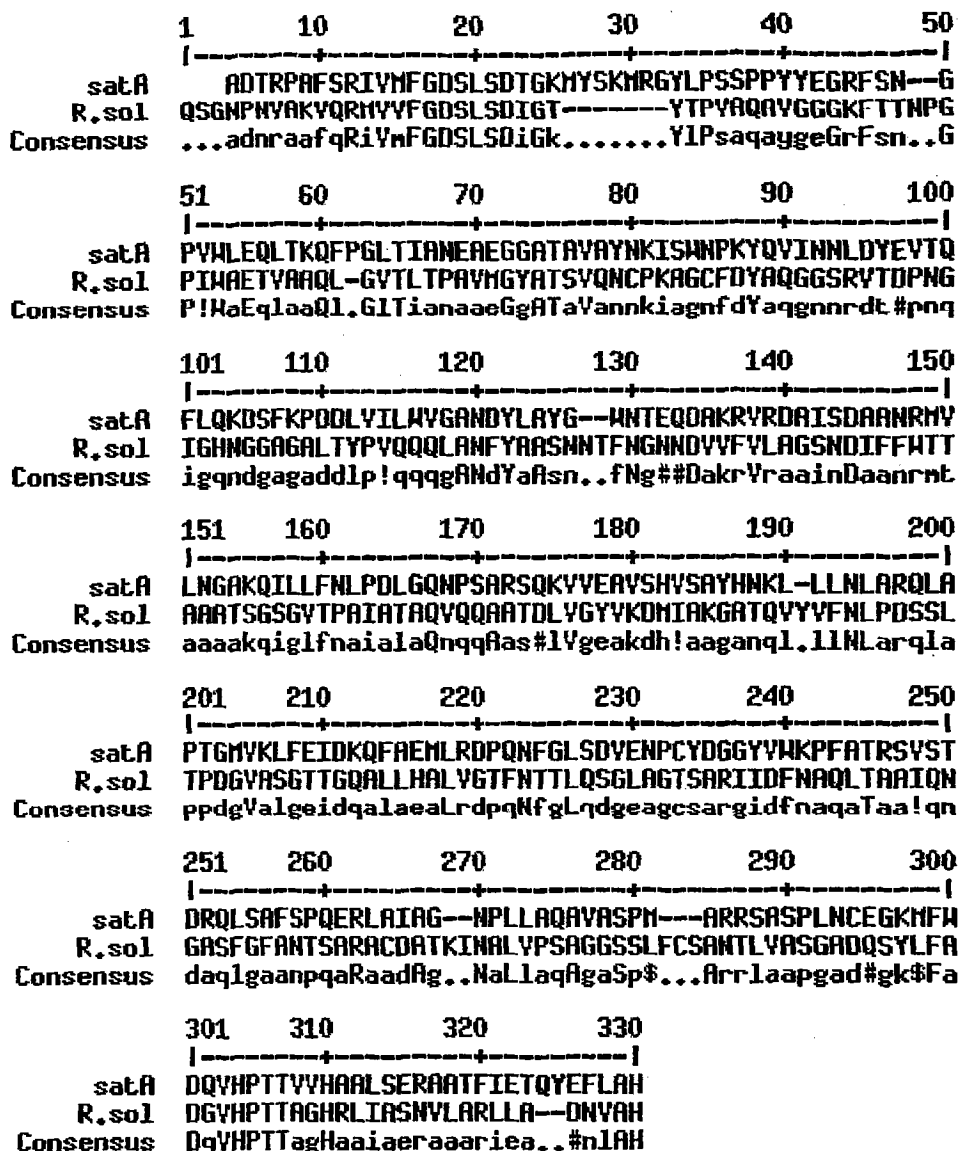 1 10 20 30 40 50
|--------+---------+---------+---------+---------|
satA ADTRPAFSRIVMFGDSLSDTGKMYSKMRGYLPSSPPYYEGRFSN--G
R.sol QSGNPNVAKVQRMVVFGDSLSDIGT-------YTPVAQAVGGGKFTTNPG
Consensus ...adnraafqRiVmFGDSLSDiGk.......YlPsaqaygeGrFsn..G
51 60 70 80 90 100
|--------+---------+---------+---------+---------|
satA PVWLEQLTKQFPGLTIANEAEGGATAVAYNKISWNPKYQVINNLDYEVTQ
R.sol PIWAETVAAQL-GVTLTPAVMGYATSVQNCPKAGCFDYAQGGSRVTDPNG
Consensus P!WaEqlaaQl.GlTianaaeGgATaVannkiagnfdYaqgnnrdt#pnq
101 110 120 130 140 150
|--------+---------+---------+---------+---------|
satA FLQKDSFKPDDLVILWVGANDYLAYG--WNTEQDAKRVRDAISDAANRMV
R.sol IGHNGGAGALTYPVQQQLANFYAASNNTFNGNNDVVFVLAGSNDIFFWTT
Consensus igqndgagaddlp!qqqgANdYaAsn..fNg##DakrVraainDaanrmt
151 160 170 180 190 200
|--------+---------+---------+---------+---------|
satA LNGAKQILLFNLPDLGQNPSARSQKVVEAVSHVSAYHNKL-LLNLARQLA
R.sol AAATSGSGVTPAIATAQVQQAATDLVGYVKDMIAKGATQVYVFNLPDSSL
Consensus aaaakqiglfnaialaQnqqAas#lVgeakdh!aaganql.llNLarqla
201 210 220 230 240 250
|--------+---------+---------+---------+---------|
satA PTGMVKLFEIDKQFAEMLRDPQNFGLSDVENPCYDGGYVWKPFATRSVST
R.sol TPDGVASGTTGQALLHALVGTFNTTLQSGLAGTSARIIDFNAQLTAAIQN
Consensus ppdgValgeidqalaeaLrdpqNfgLqdgeagcsargidfnaqaTaa!qn
251 260 270 280 290 300
|--------+---------+---------+---------+---------|
satA DRQLSAFSPQERLAIAG--NPLLAQAVASPM---ARRSASPLNCEGKMFW
R.sol GASFGFANTSARACDATKINALVPSAGGSSLFCSANTLVASGADQSYLFA
Consensus daqlgaanpqaRaadAg..NaLlaqAgaSp$...Arrlaapgad#gk$Fa
301 310 320 330
|--------+---------+---------|
satA DQVHPTTVVHAALSERAATFIETQYEFLAH
R.sol DGVHPTTAGHRLIASNVLARLLA--DNVAH
Consensus DqVHPTTagHaaiaeraaariea..#nlAH